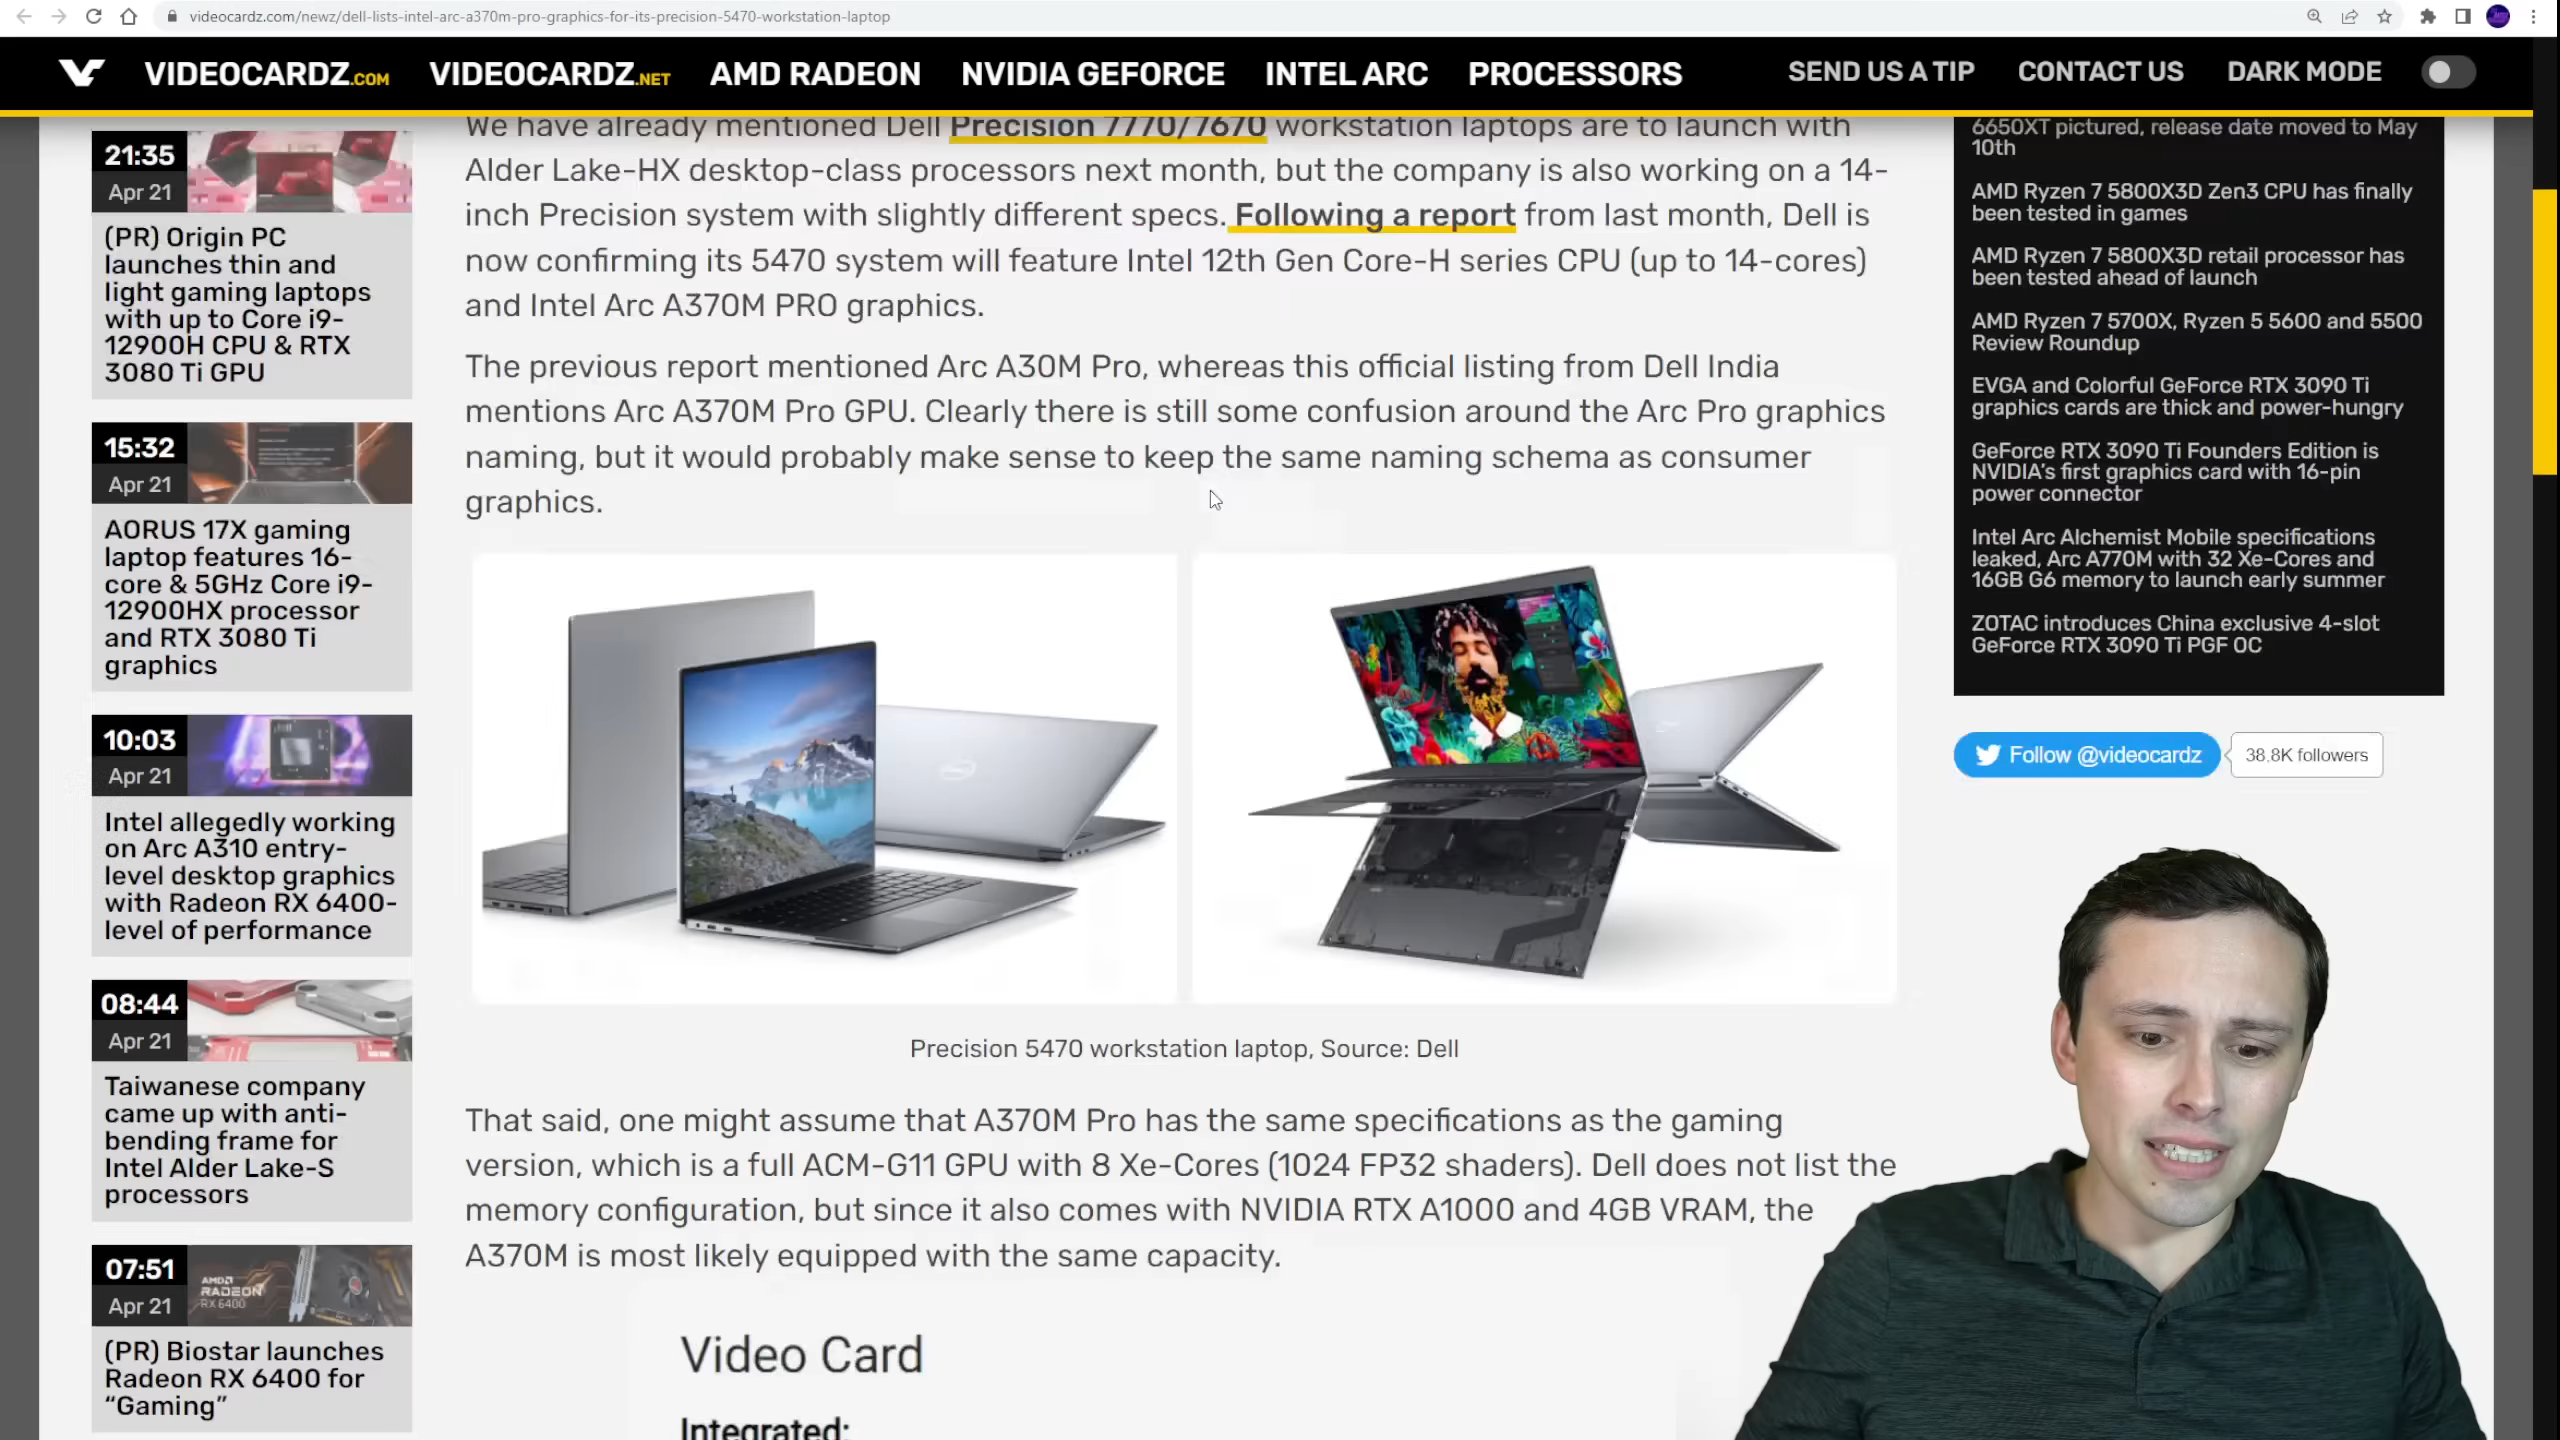 videocardz.com/newz/dell-lists-intel-arc-a370m-pro-graphics-for-its-precision-5470-workstation-laptop
VIDEOCARDZ.COM
VIDEOCARDZ.NET
AMD RADEON
NVIDIA GEFORCE
INTEL ARC
PROCESSORS
SEND US A TIP
CONTACT US
DARK MODE
21:35
Apr 21
(PR) Origin PC
launches thin and
light gaming laptops
with up to Core i9-
12900H CPU & RTX
3080 Ti GPU
15:32
Apr 21
AORUS 17X gaming
laptop features 16-
core & 5GHz Core i9-
12900HX processor
and RTX 3080 Ti
graphics
10:03
Apr 21
Intel allegedly working
on Arc A310 entry-
level desktop graphics
with Radeon RX 6400-
level of performance
08:44
Apr 21
Taiwanese company
came up with anti-
bending frame for
Intel Alder Lake-S
processors
07:51
Apr 21
AMD
RADEON
RX 6400
(PR) Biostar launches
Radeon RX 6400 for
“Gaming”
We have already mentioned Dell Precision 7770/7670 workstation laptops are to launch with
Alder Lake-HX desktop-class processors next month, but the company is also working on a 14-
inch Precision system with slightly different specs. Following a report from last month, Dell is
now confirming its 5470 system will feature Intel 12th Gen Core-H series CPU (up to 14-cores)
and Intel Arc A370M PRO graphics.
The previous report mentioned Arc A30M Pro, whereas this official listing from Dell India
mentions Arc A370M Pro GPU. Clearly there is still some confusion around the Arc Pro graphics
naming, but it would probably make sense to keep the same naming schema as consumer
graphics.
Precision 5470 workstation laptop, Source: Dell
That said, one might assume that A370M Pro has the same specifications as the gaming
version, which is a full ACM-G11 GPU with 8 Xe-Cores (1024 FP32 shaders). Dell does not list the
memory configuration, but since it also comes with NVIDIA RTX A1000 and 4GB VRAM, the
A370M is most likely equipped with the same capacity.
Video Card
Integrated:
6650XT pictured, release date moved to May
10th
AMD Ryzen 7 5800X3D Zen3 CPU has finally
been tested in games
AMD Ryzen 7 5800X3D retail processor has
been tested ahead of launch
AMD Ryzen 7 5700X, Ryzen 5 5600 and 5500
Review Roundup
EVGA and Colorful GeForce RTX 3090 Ti
graphics cards are thick and power-hungry
GeForce RTX 3090 Ti Founders Edition is
NVIDIA's first graphics card with 16-pin
power connector
Intel Arc Alchemist Mobile specifications
leaked, Arc A770M with 32 Xe-Cores and
16GB G6 memory to launch early summer
ZOTAC introduces China exclusive 4-slot
GeForce RTX 3090 Ti PGF OC
Follow @videocardz
38.8K followers